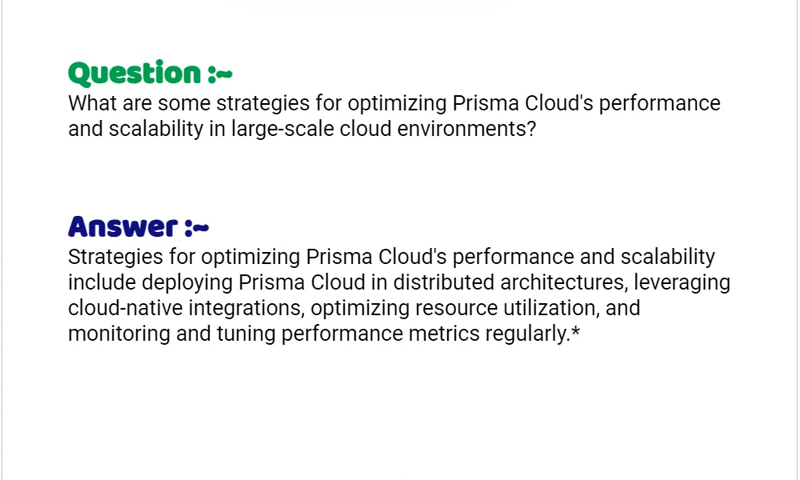 Question :~
What are some strategies for optimizing Prisma Cloud's performance
and scalability in large-scale cloud environments?
Answer :~
Strategies for optimizing Prisma Cloud's performance and scalability
include deploying Prisma Cloud in distributed architectures, leveraging
cloud-native integrations, optimizing resource utilization, and
monitoring and tuning performance metrics regularly.*